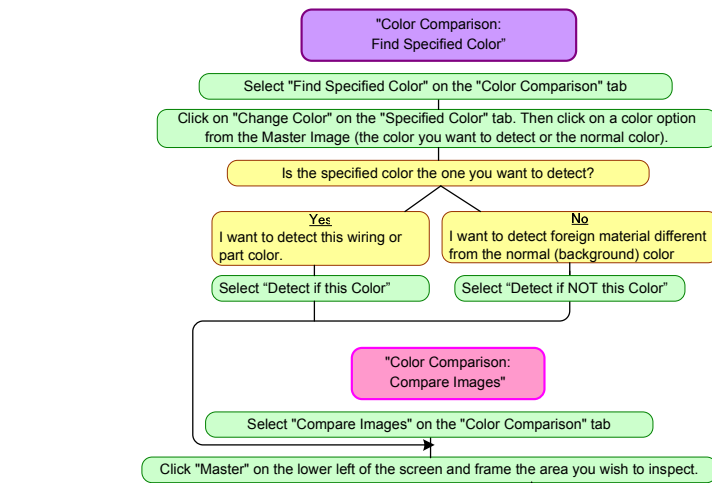 "Color Comparison:
Find Specified Color”
Select "Find Specified Color" on the "Color Comparison" tab
Click on "Change Color" on the "Specified Color" tab. Then click on a color option
from the Master Image (the color you want to detect or the normal color).
Is the specified color the one you want to detect?
Yes
I want to detect this wiring or
part color.
No
I want to detect foreign material different
from the normal (background) color
Select “Detect if this Color”
Select “Detect if NOT this Color”
"Color Comparison:
Compare Images"
Select "Compare Images" on the "Color Comparison" tab
Click "Master" on the lower left of the screen and frame the area you wish to inspect.